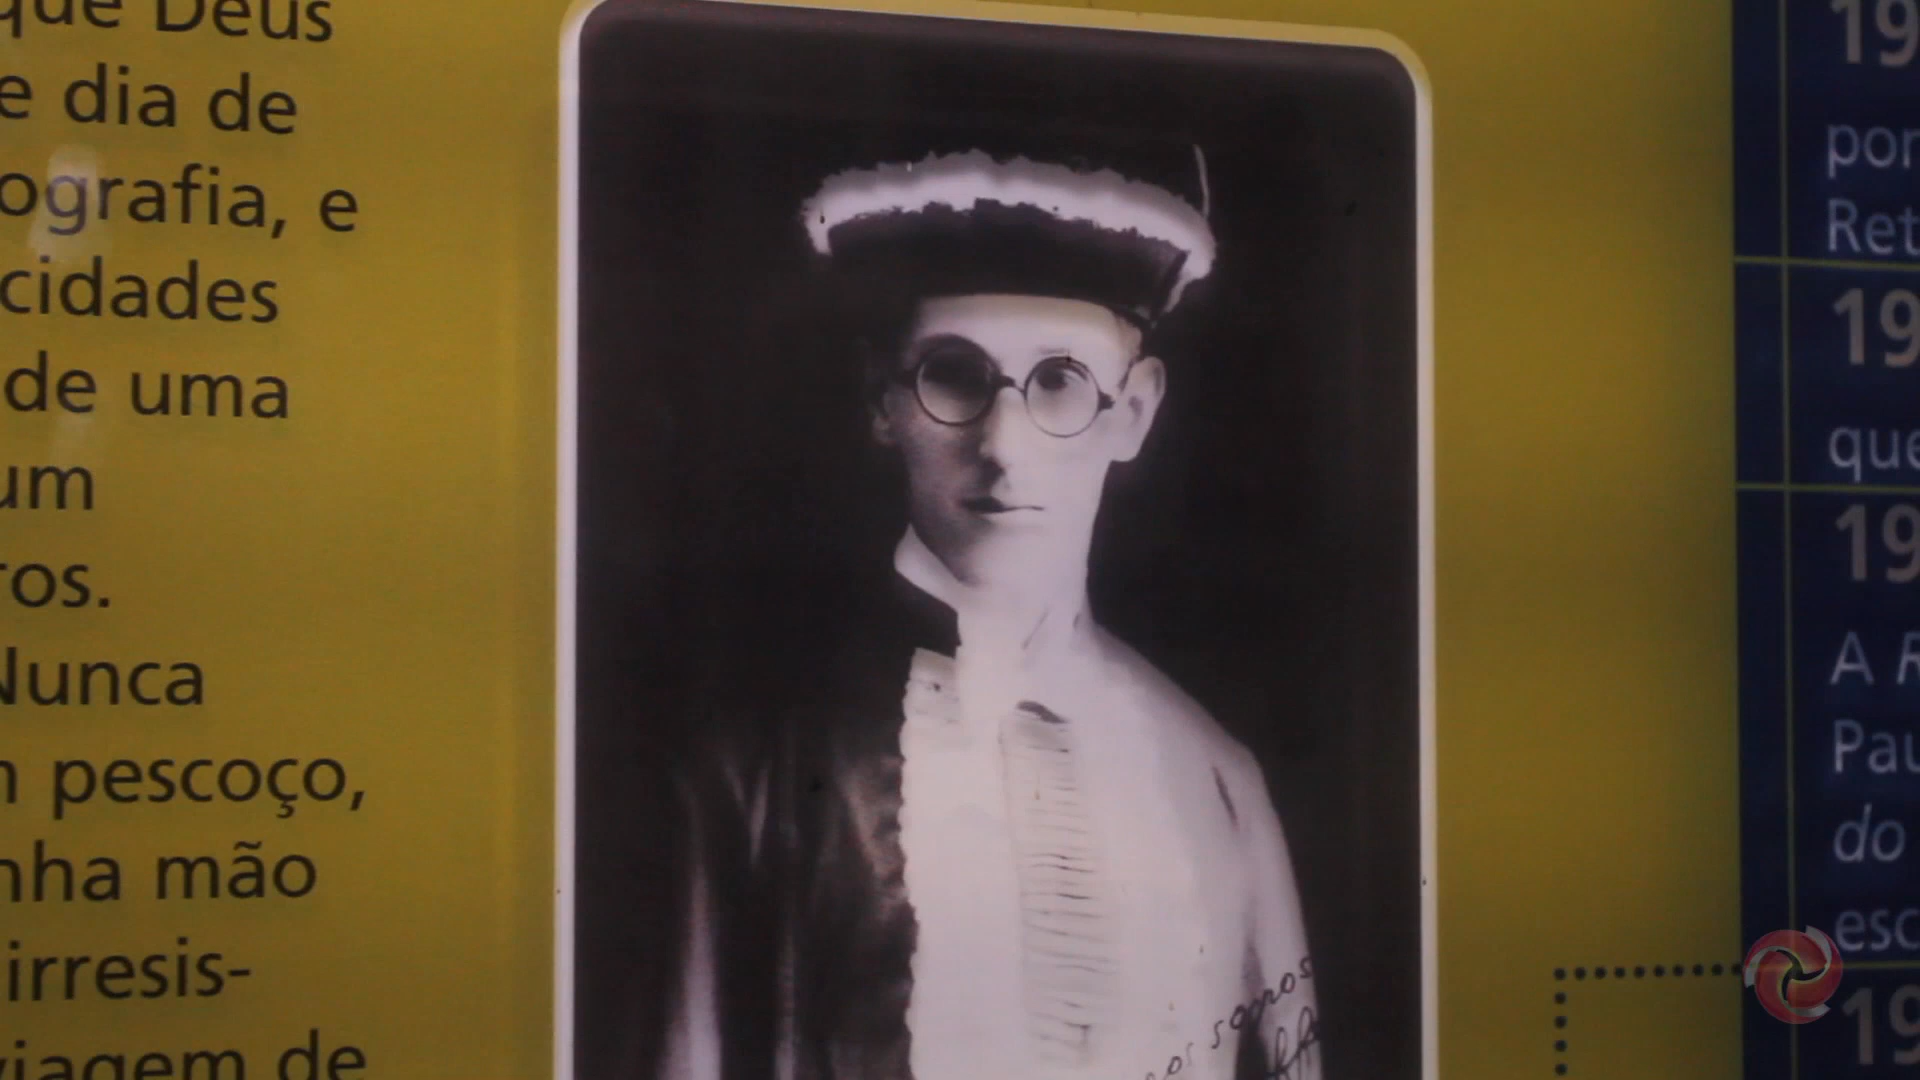 que Deus
e dia de
ografia, e
cidades
de uma
um
ros.
Nunca
m pescoço,
nha mão
irresis-
viagem de
sogros
19
por
Ret
19
que
19
A R
Pau
do
esc
19